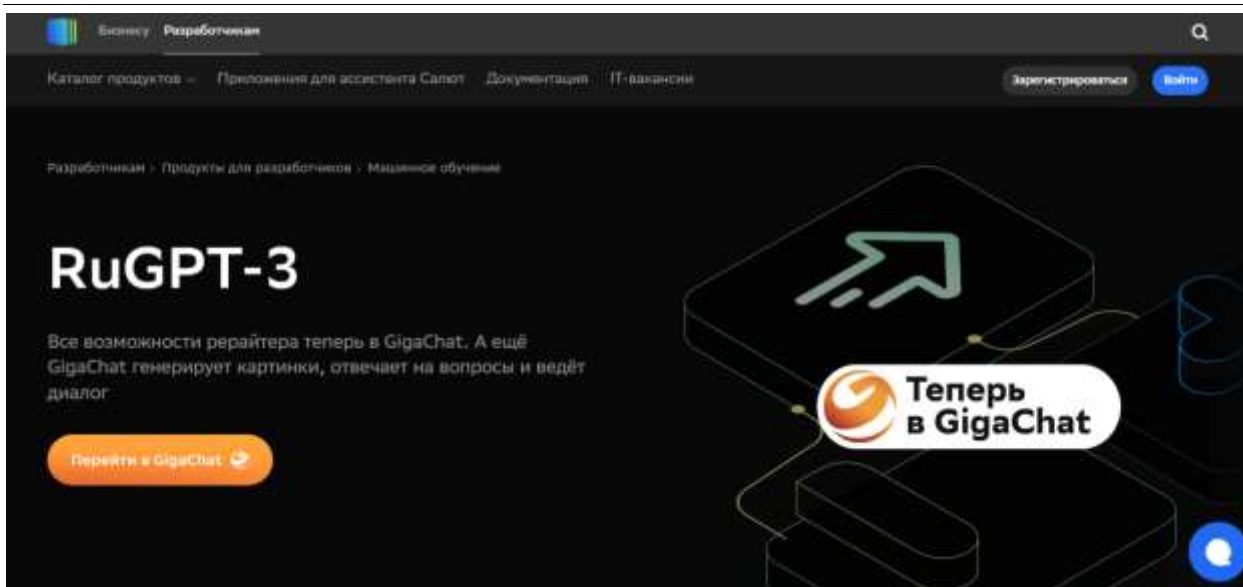 Бизнесу Разработчикам
Каталог продуктов Приложения для ассистента Салют Документация IT-вакансии Зарегистрироваться Войти
Разработчикам › Продукты для разработчиков › Машинное обучение
RuGPT-3
Все возможности рерайтера теперь в GigaChat. А ещё
GigaChat генерирует картинки, отвечает на вопросы и ведёт
диалог
Перейти в GigaChat
Теперь
в GigaChat